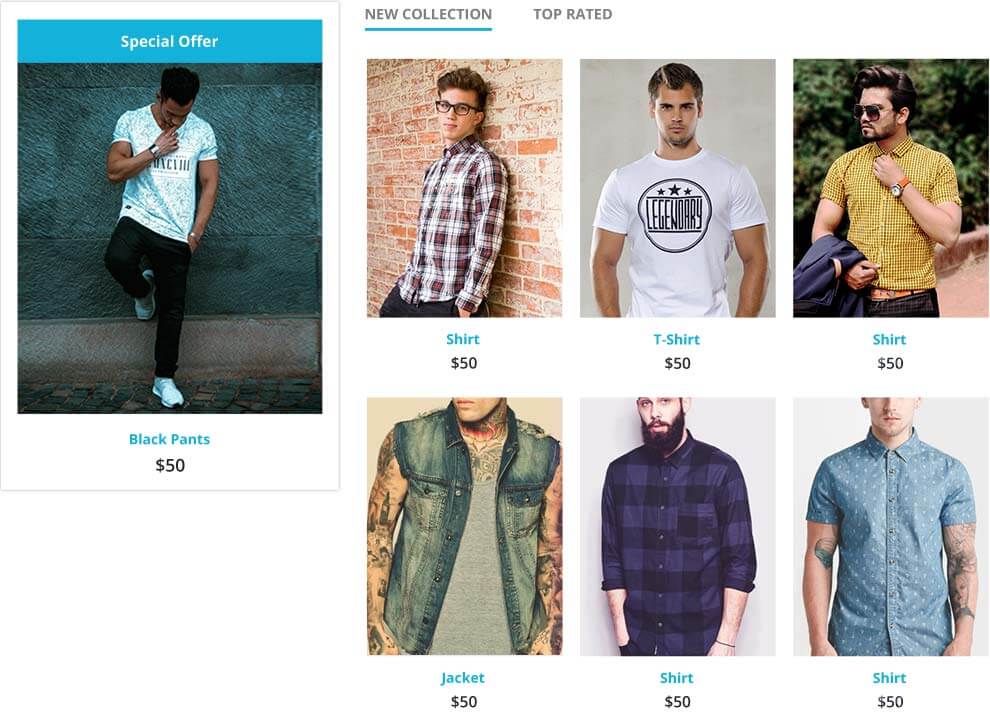 Special Offer
Black Pants
$50
NEW COLLECTION
TOP RATED
LEGENDARY
Shirt
$50
T-Shirt
$50
Shirt
$50
Jacket
$50
Shirt
$50
Shirt
$50